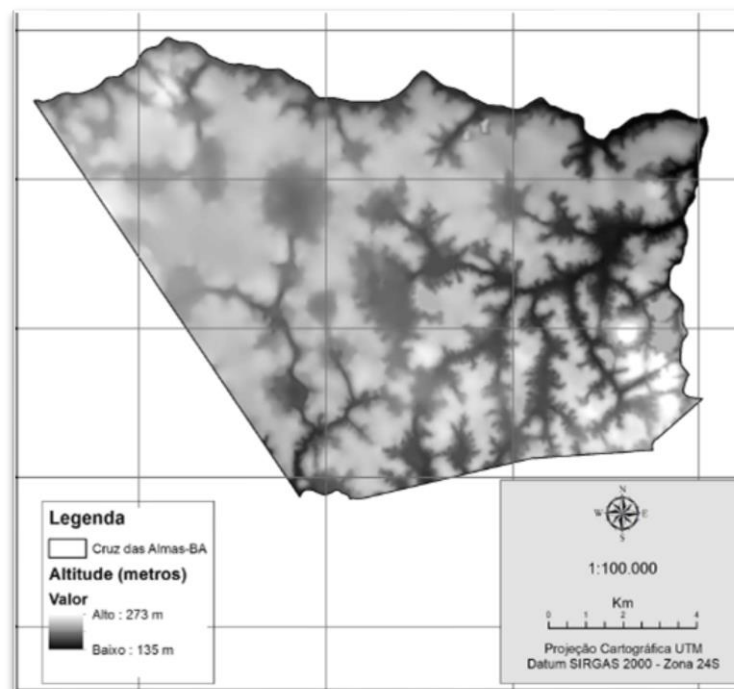 Legenda
Cruz das Almas-BA
Altitude (metros)
Valor
Alto : 273 m
Baixo : 135 m
N
W
E
S
1:100.000
Km
0 1 2 4
Projeção Cartográfica UTM
Datum SIRGAS 2000 - Zona 24S